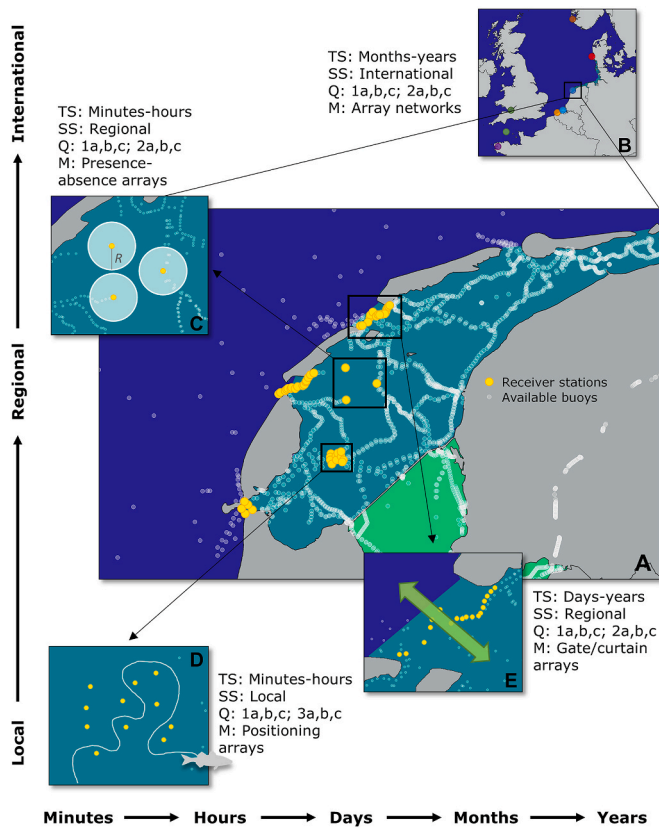 International
Regional
Local
TS: Months-years
SS: International
Q: 1a,b,c; 2a,b,c
M: Array networks
B
TS: Minutes-hours
SS: Regional
Q: 1a,b,c; 2a,b,c
M: Presence-
absence arrays
R
C
Receiver stations
Available buoys
A
TS: Days-years
SS: Regional
Q: 1a,b,c; 2a,b,c
M: Gate/curtain
arrays
E
D
TS: Minutes-hours
SS: Local
Q: 1a,b,c; 3a,b,c
M: Positioning
arrays
Minutes Hours Days Months Years